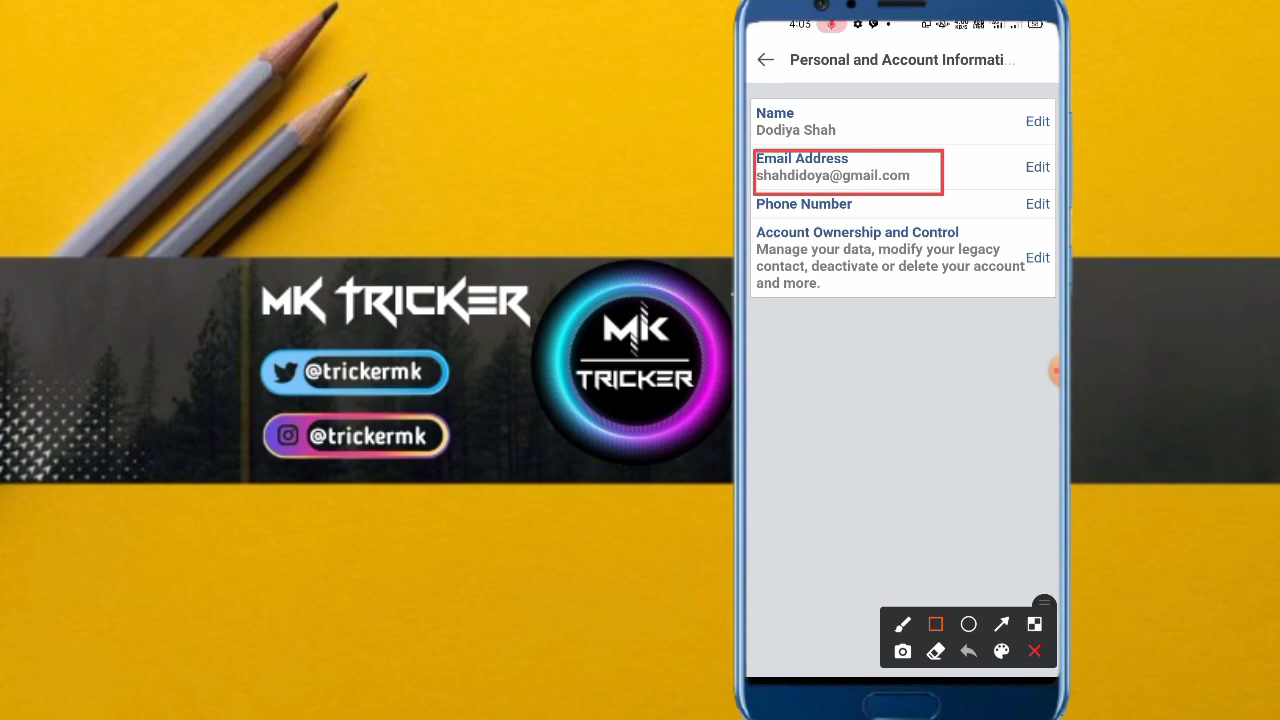 MK TRICKER
@trickermk
@trickermk
MK
TRICKER
4:03
Personal and Account Informati...
Name
Dodiya Shah
Edit
Email Address
shahdidoya@gmail.com
Edit
Phone Number
Edit
Account Ownership and Control
Manage your data, modify your legacy
contact, deactivate or delete your account
and more.
Edit